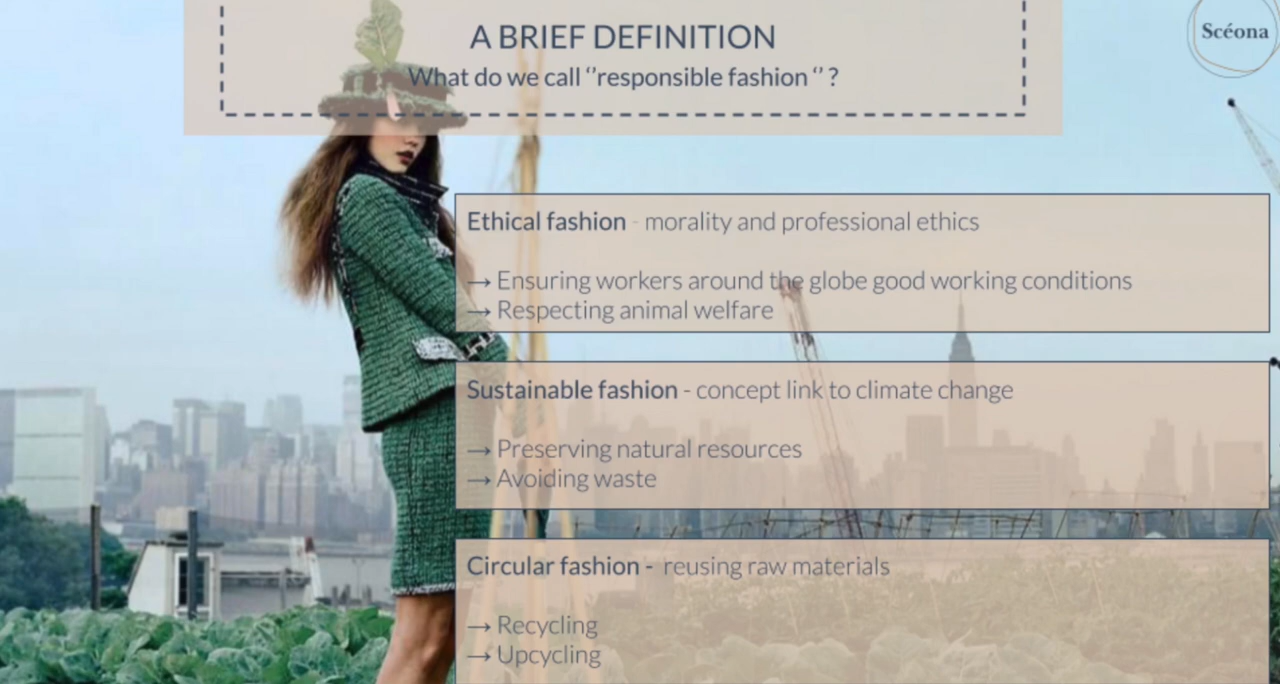 A BRIEF DEFINITION
What do we call ‘’responsible fashion ‘’ ?
Scéona
Ethical fashion - morality and professional ethics
→ Ensuring workers around the globe good working conditions
→ Respecting animal welfare
Sustainable fashion - concept link to climate change
→ Preserving natural resources
→ Avoiding waste
Circular fashion - reusing raw materials
→ Recycling
→ Upcycling